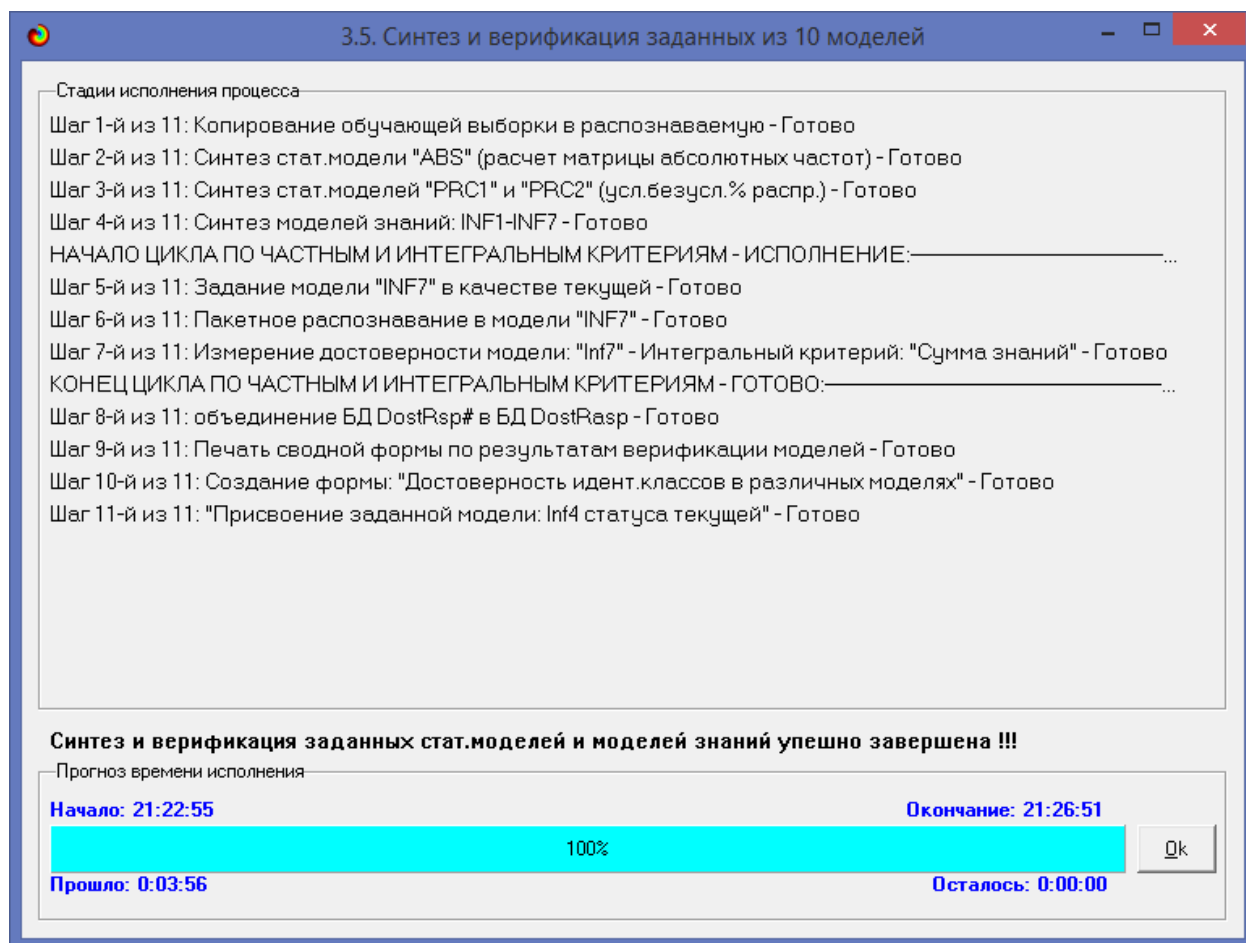 3.5. Синтез и верификация заданных из 10 моделей
Стадии исполнения процесса
Шаг 1-й из 11: Копирование обучающей выборки в распознаваемую - Готово
Шаг 2-й из 11: Синтез стат.модели "ABS" (расчет матрицы абсолютных частот) - Готово
Шаг 3-й из 11: Синтез стат.моделей "PRC1" и "PRC2" (усл.безусл.% распр.) - Готово
Шаг 4-й из 11: Синтез моделей знаний: INF1-INF7 - Готово
НАЧАЛО ЦИКЛА ПО ЧАСТНЫМ И ИНТЕГРАЛЬНЫМ КРИТЕРИЯМ - ИСПОЛНЕНИЕ:————————————...
Шаг 5-й из 11: Задание модели "INF7" в качестве текущей - Готово
Шаг 6-й из 11: Пакетное распознавание в модели "INF7" - Готово
Шаг 7-й из 11: Измерение достоверности модели: "Inf7" - Интегральный критерий: "Сумма знаний" - Готово
КОНЕЦ ЦИКЛА ПО ЧАСТНЫМ И ИНТЕГРАЛЬНЫМ КРИТЕРИЯМ - ГОТОВО:————————————————...
Шаг 8-й из 11: объединение БД DostRsp# в БД DostRasp - Готово
Шаг 9-й из 11: Печать сводной формы по результатам верификации моделей - Готово
Шаг 10-й из 11: Создание формы: "Достоверность идент.классов в различных моделях" - Готово
Шаг 11-й из 11: "Присвоение заданной модели: Inf4 статуса текущей" - Готово
Синтез и верификация заданных стат.моделей и моделей знаний упешно завершена !!!
Прогноз времени исполнения
Начало: 21:22:55 Окончание: 21:26:51
100% Ok
Прошло: 0:03:56 Осталось: 0:00:00